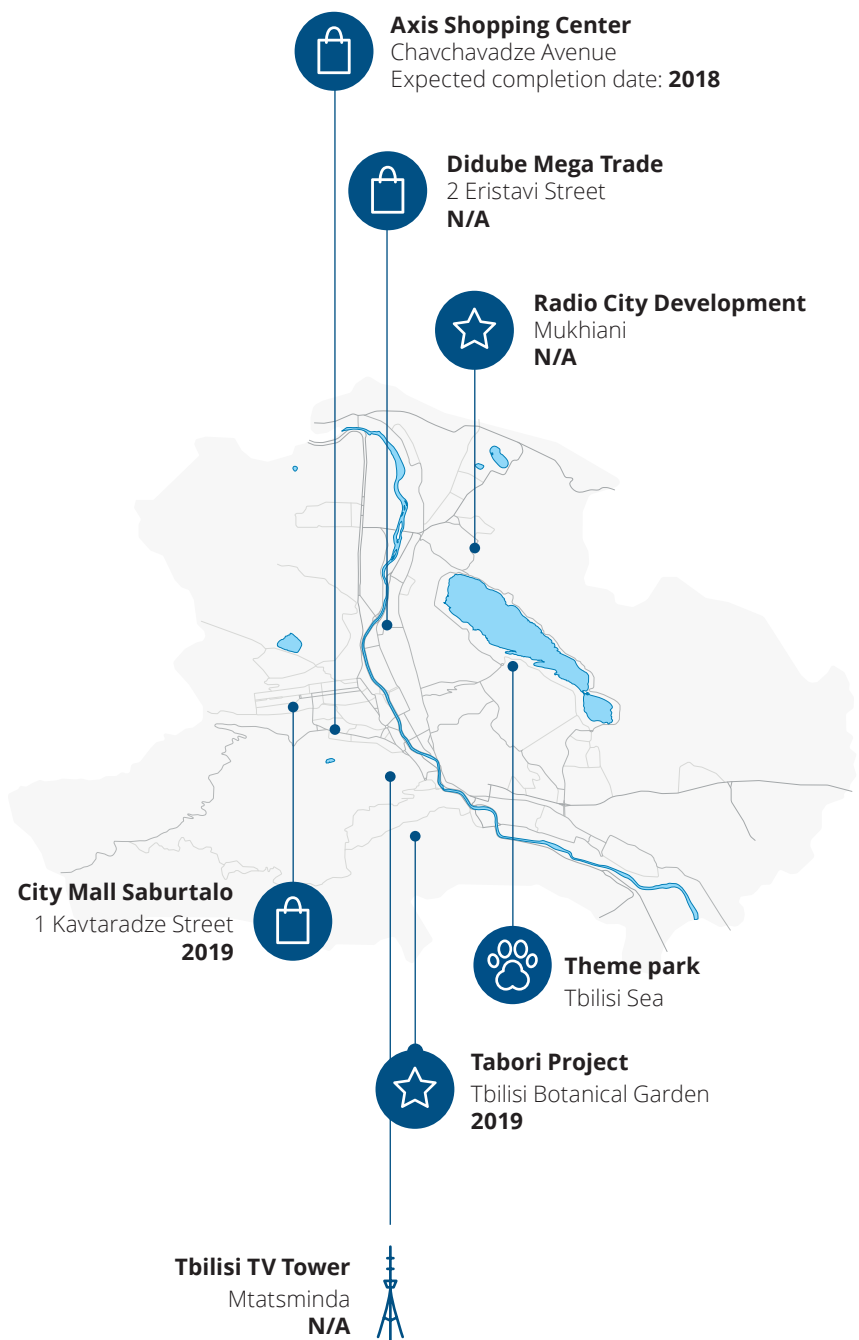 Axis Shopping Center
Chavchavadze Avenue
Expected completion date: 2018
Didube Mega Trade
2 Eristavi Street
N/A
Radio City Development
Mukhiani
N/A
City Mall Saburtalo
1 Kavtaradze Street
2019
Theme park
Tbilisi Sea
Tabori Project
Tbilisi Botanical Garden
2019
Tbilisi TV Tower
Mtatsminda
N/A